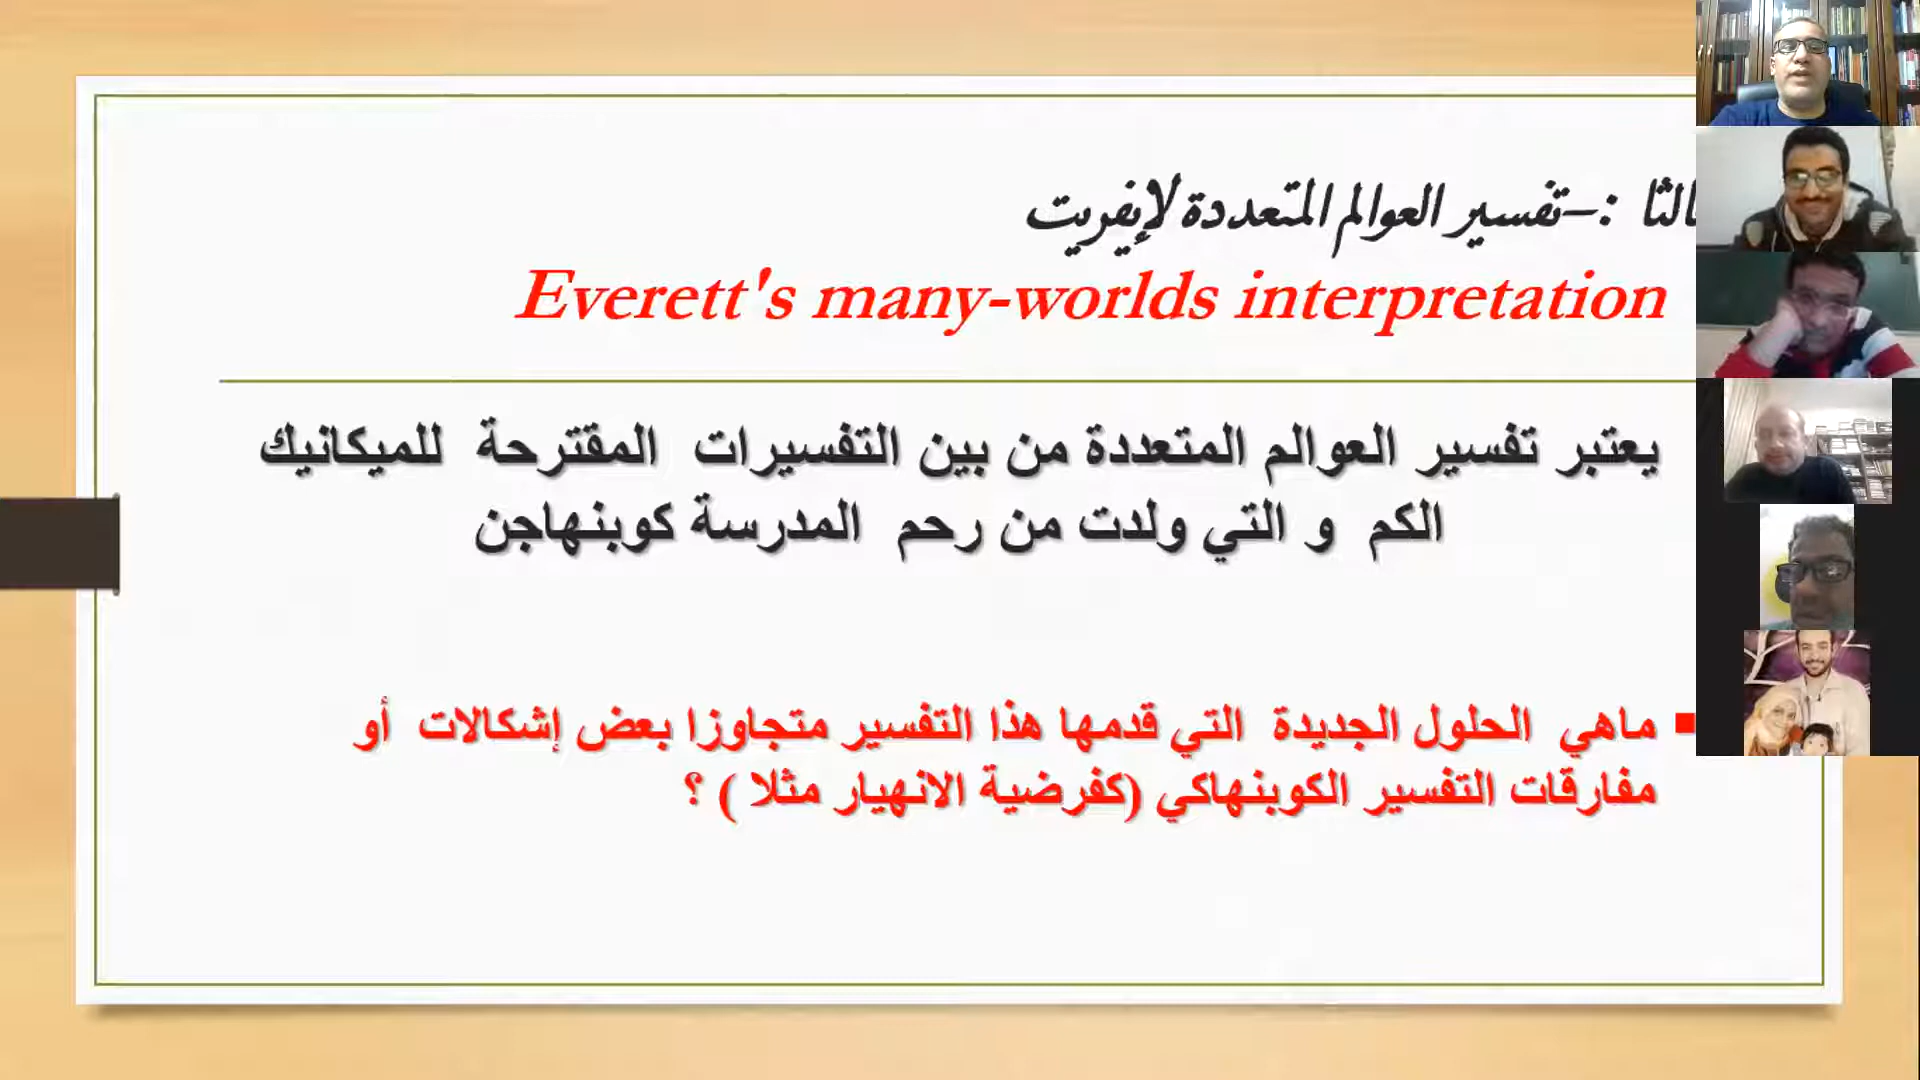 :–تفسير العوالم المتعددة لإيفريت
Everett's many-worlds interpretation
يعتبر تفسير العوالم المتعددة من بين التفسيرات المقترحة للميكانيك
الكم و التي ولدت من رحم المدرسة كوبنهاجن
ماهي الحلول الجديدة التي قدمها هذا التفسير متجاوزا بعض إشكالات أو
مفارقات التفسير الكوبنهاكي (كفرضية الانهيار مثلا ) ؟